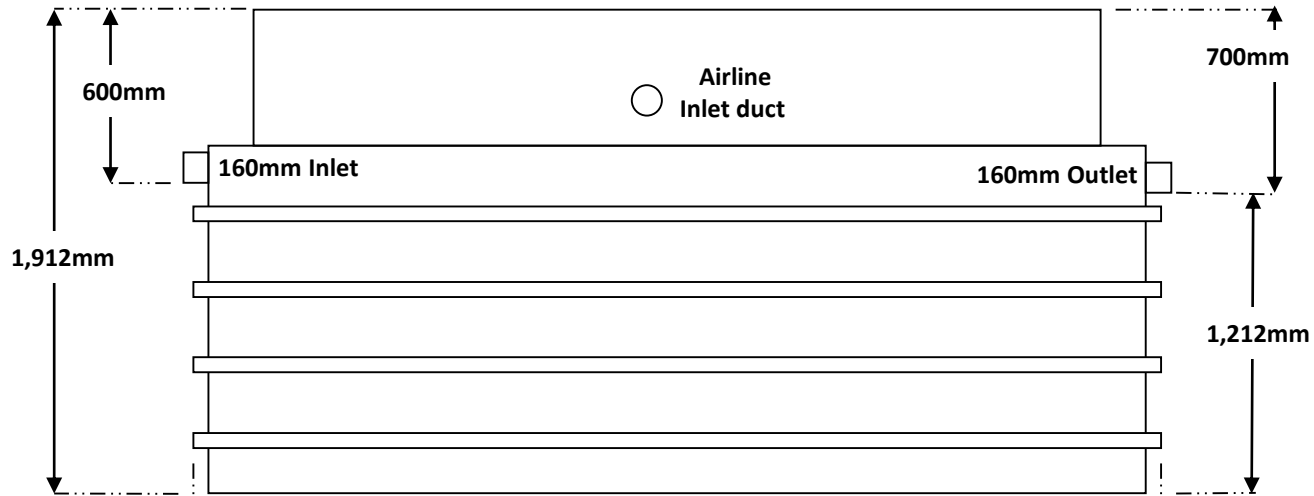 700mm
600mm
Airline
Inlet duct
160mm Inlet
160mm Outlet
1,912mm
1,212mm